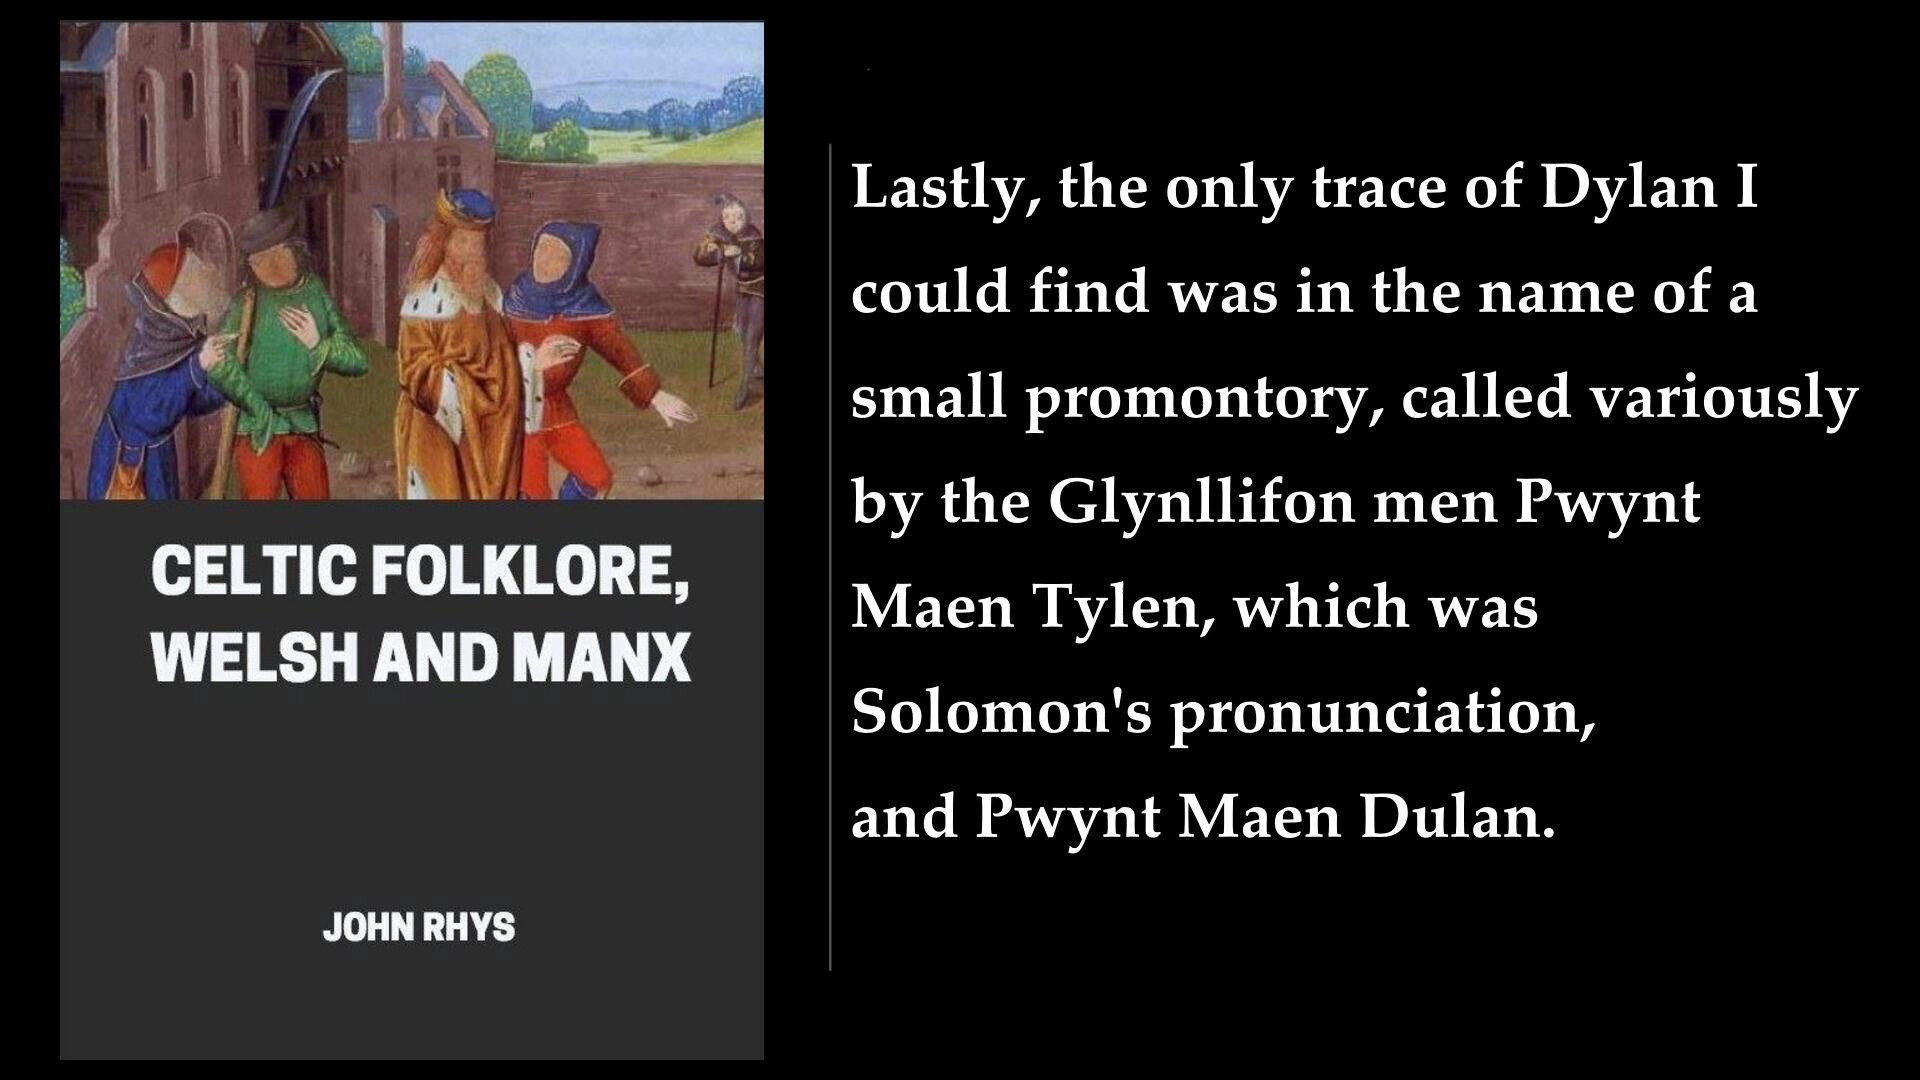 CELTIC FOLKLORE,
WELSH AND MANX
JOHN RHYS
Lastly, the only trace of Dylan I
could find was in the name of a
small promontory, called variously
by the Glynllifon men Pwynt
Maen Tylen, which was
Solomon's pronunciation,
and Pwynt Maen Dulan.